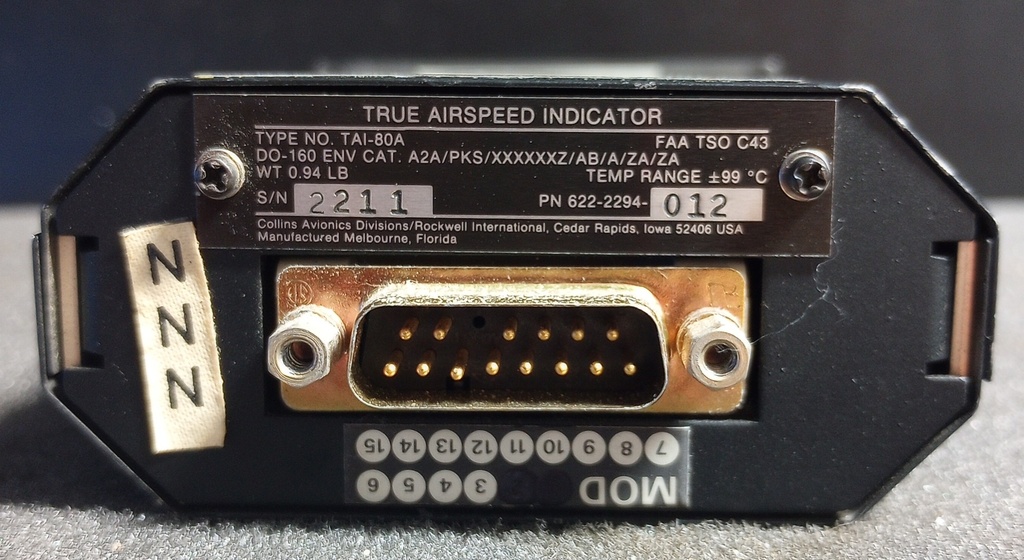 TRUE AIRSPEED INDICATOR
TYPE NO. TAI-80A FAA TSO C43
DO-160 ENV CAT. A2A/PKS/XXXXXXZ/AB/A/ZA/ZA
WT 0.94 LB TEMP RANGE ±99 °C
S/N 2211 PN 622-2294-012
Collins Avionics Divisions/Rockwell International, Cedar Rapids, Iowa 52406 USA
Manufactured Melbourne, Florida
N
N
N
MOD 3 4 5 6
7 8 9 10 11 12 13 14 15